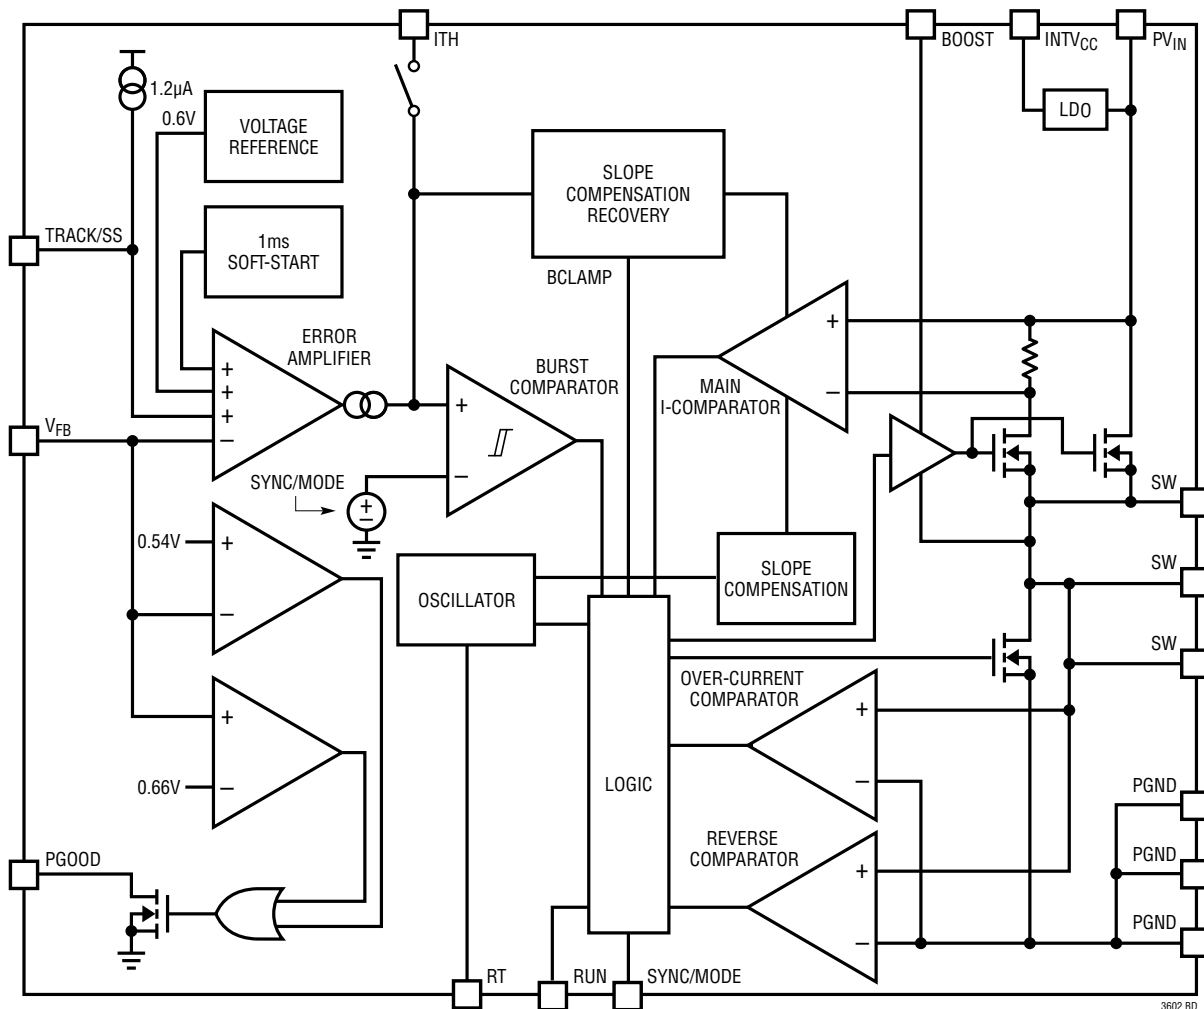 ITH
BOOST
INTVCC
PVIN
1.2µA
0.6V
VOLTAGE
REFERENCE
LDO
SLOPE
COMPENSATION
RECOVERY
TRACK/SS
1ms
SOFT-START
BCLAMP
ERROR
AMPLIFIER
+
+
+
−
BURST
COMPARATOR
+
−
MAIN
I-COMPARATOR
+
−
VFB
SYNC/MODE
+
−
SW
0.54V
+
−
OSCILLATOR
SLOPE
COMPENSATION
SW
SW
OVER-CURRENT
COMPARATOR
+
−
0.66V
+
−
LOGIC
PGND
REVERSE
COMPARATOR
+
−
PGND
PGND
PGOOD
RT
RUN
SYNC/MODE
3602 BD